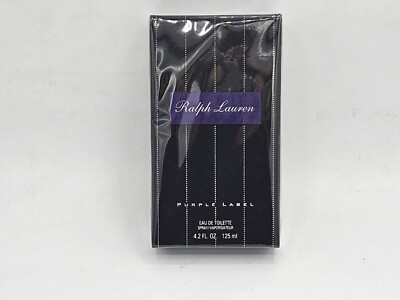 Ralph Lauren
PURPLE LABEL
EAU DE TOILETTE
SPRAY/VAPORISATEUR
4.2 FL. OZ. 125 ml